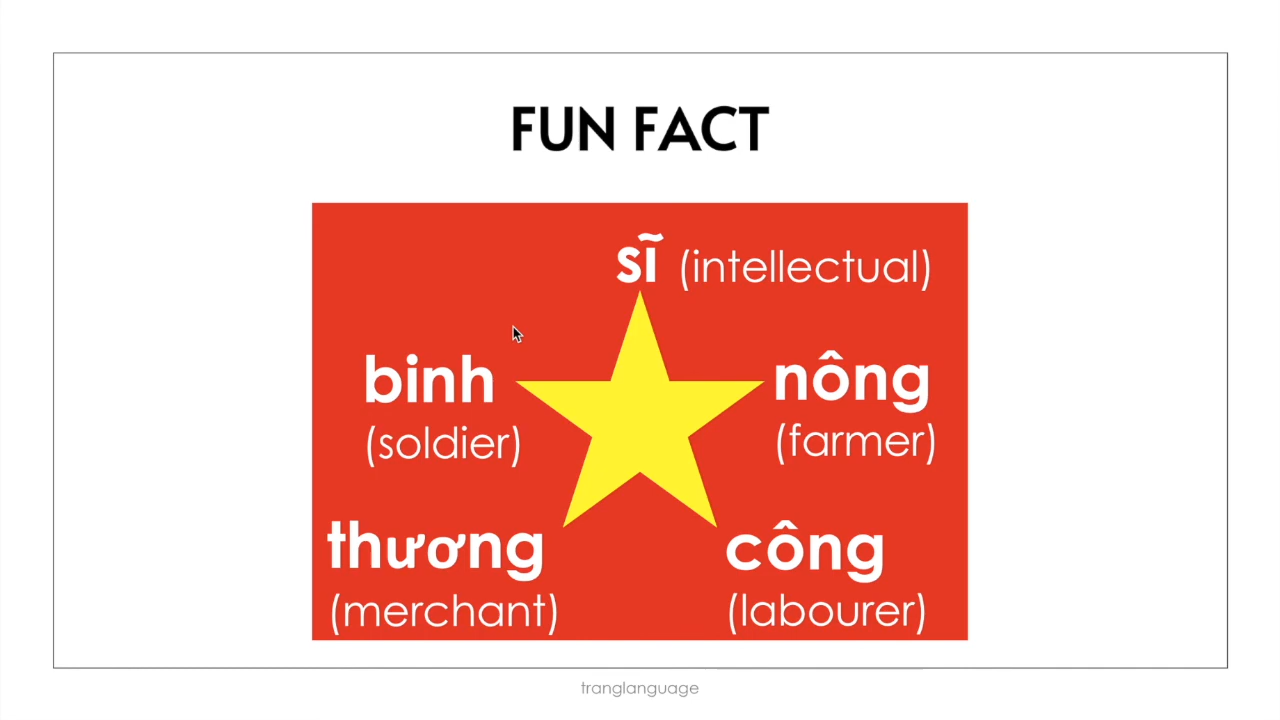 FUN FACT
sĩ (intellectual)
binh
(soldier)
nông
(farmer)
thương
(merchant)
công
(labourer)
tranglanguage